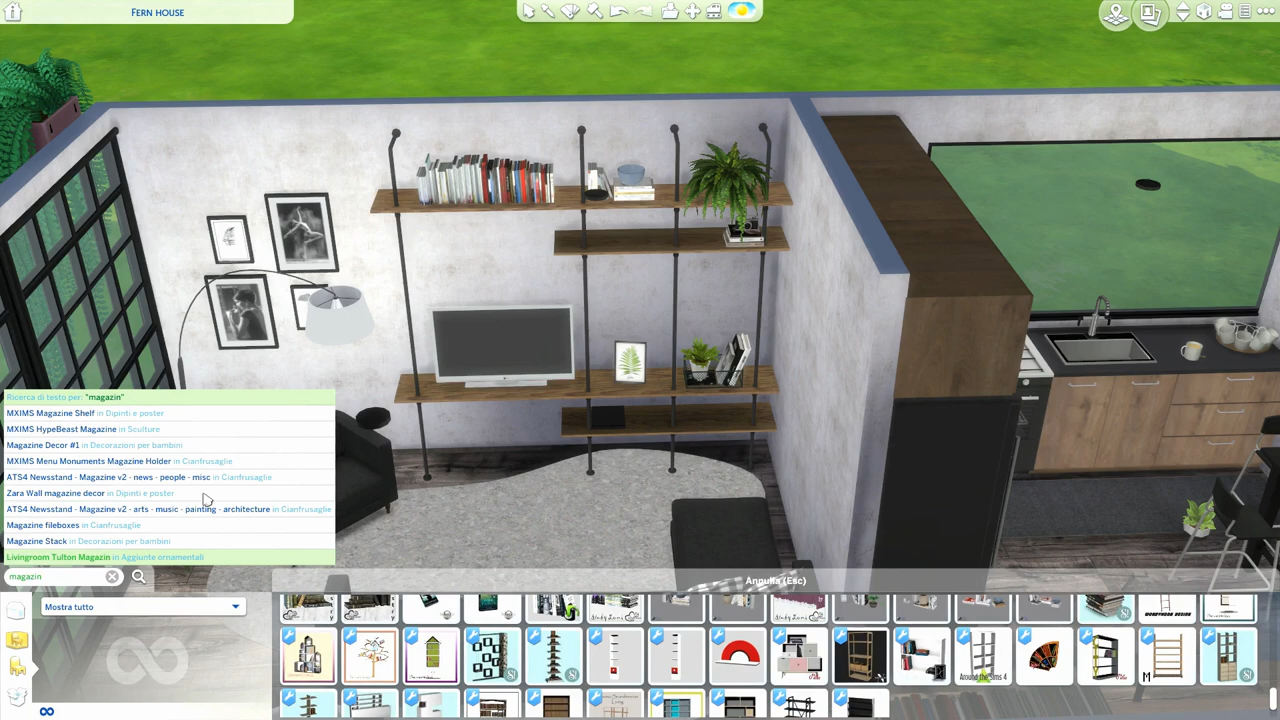 FERN HOUSE
Ricerca di testo per: "magazin"
MXIMS Magazine Shelf in Dipinti e poster
MXIMS HypeBeast Magazine in Sculture
Magazine Decor #1 in Decorazioni per bambini
MXIMS Menu Monuments Magazine Holder in Cianfrusaglie
ATS4 Newsstand - Magazine v2 - news - people - misc in Cianfrusaglie
Zara Wall magazine decor in Dipinti e poster
ATS4 Newsstand - Magazine v2 - arts - music - painting - architecture in Cianfrusaglie
Magazine fileboxes in Cianfrusaglie
Magazine Stack in Decorazioni per bambini
Livingroom Tulton Magazin in Aggiunte ornamentali
magazin
Annulla (Esc)
Mostra tutto
Around the Sims 4
M